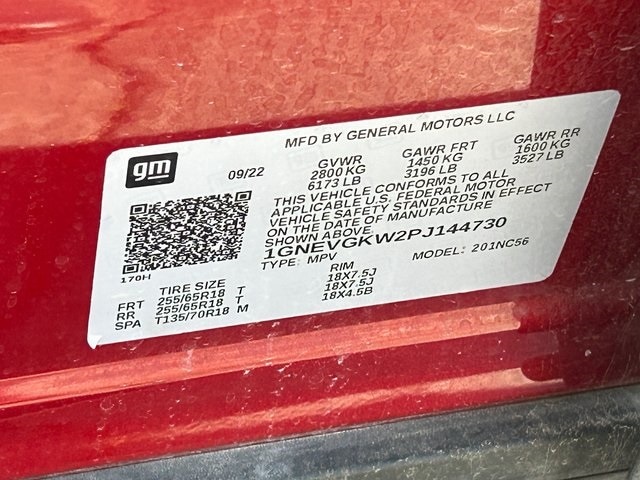 MFD BY GENERAL MOTORS LLC
gm
09/22
GVWR GAWR FRT GAWR RR
2800 KG 1450 KG 1600 KG
6173 LB 3196 LB 3527 LB
THIS VEHICLE CONFORMS TO ALL
APPLICABLE U.S. FEDERAL MOTOR
VEHICLE SAFETY STANDARDS IN EFFECT
ON THE DATE OF MANUFACTURE
SHOWN ABOVE.
1GNEVGKW2PJ144730
TYPE: MPV MODEL: 201NC56
170H
TIRE SIZE RIM
FRT 255/65R18 T 18X7.5J
RR 255/65R18 T 18X7.5J
SPA T135/70R18 M 18X4.5B